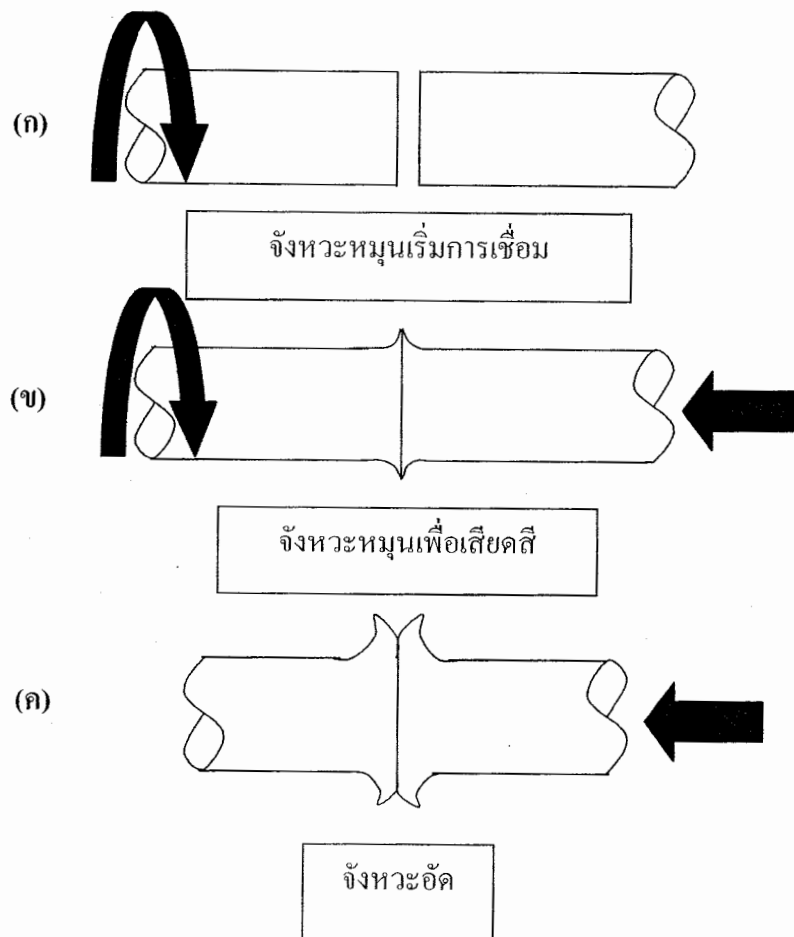 (ก)
จังหวะหมุนเริ่มการเชื่อม
(ข)
จังหวะหมุนเพื่อเสียดสี
(ค)
จังหวะอัด